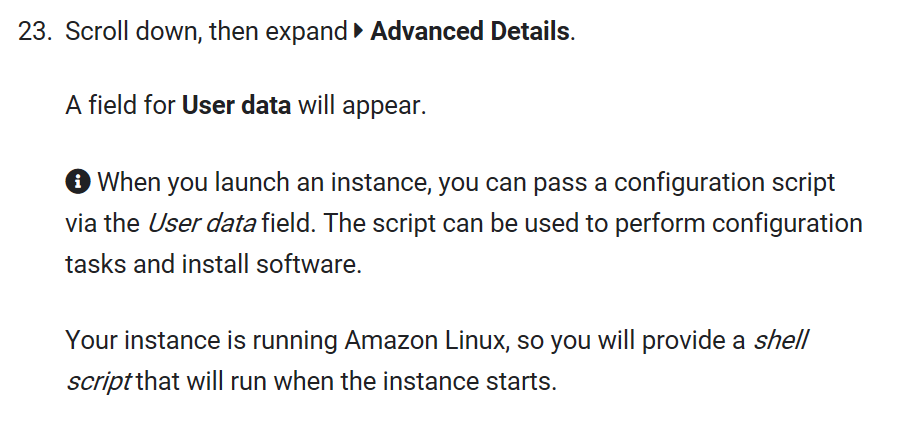 23. Scroll down, then expand ▶ Advanced Details.
A field for User data will appear.
When you launch an instance, you can pass a configuration script
via the User data field. The script can be used to perform configuration
tasks and install software.
Your instance is running Amazon Linux, so you will provide a shell
script that will run when the instance starts.